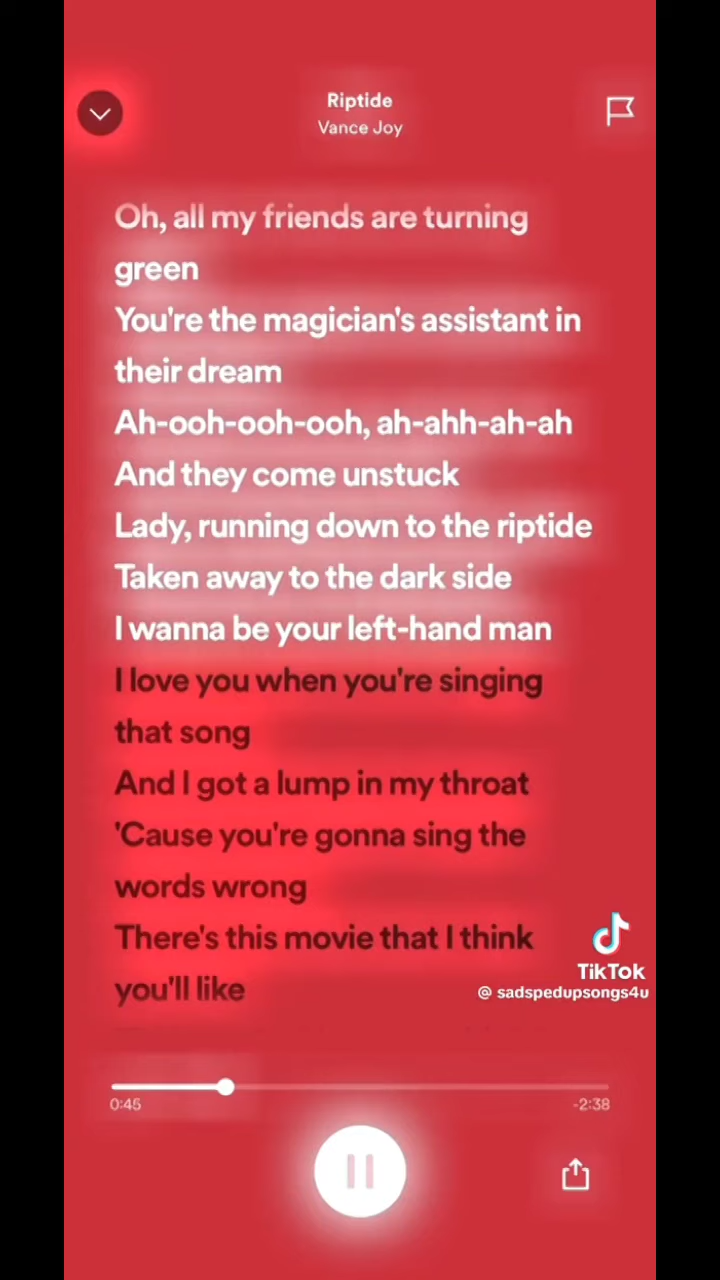 Riptide
Vance Joy
Oh, all my friends are turning
green
You're the magician's assistant in
their dream
Ah-ooh-ooh-ooh, ah-ahh-ah-ah
And they come unstuck
Lady, running down to the riptide
Taken away to the dark side
I wanna be your left-hand man
I love you when you're singing
that song
And I got a lump in my throat
'Cause you're gonna sing the
words wrong
There's this movie that I think
you'll like
TikTok
@ sadspedupsongs4u
0:45
-2:38